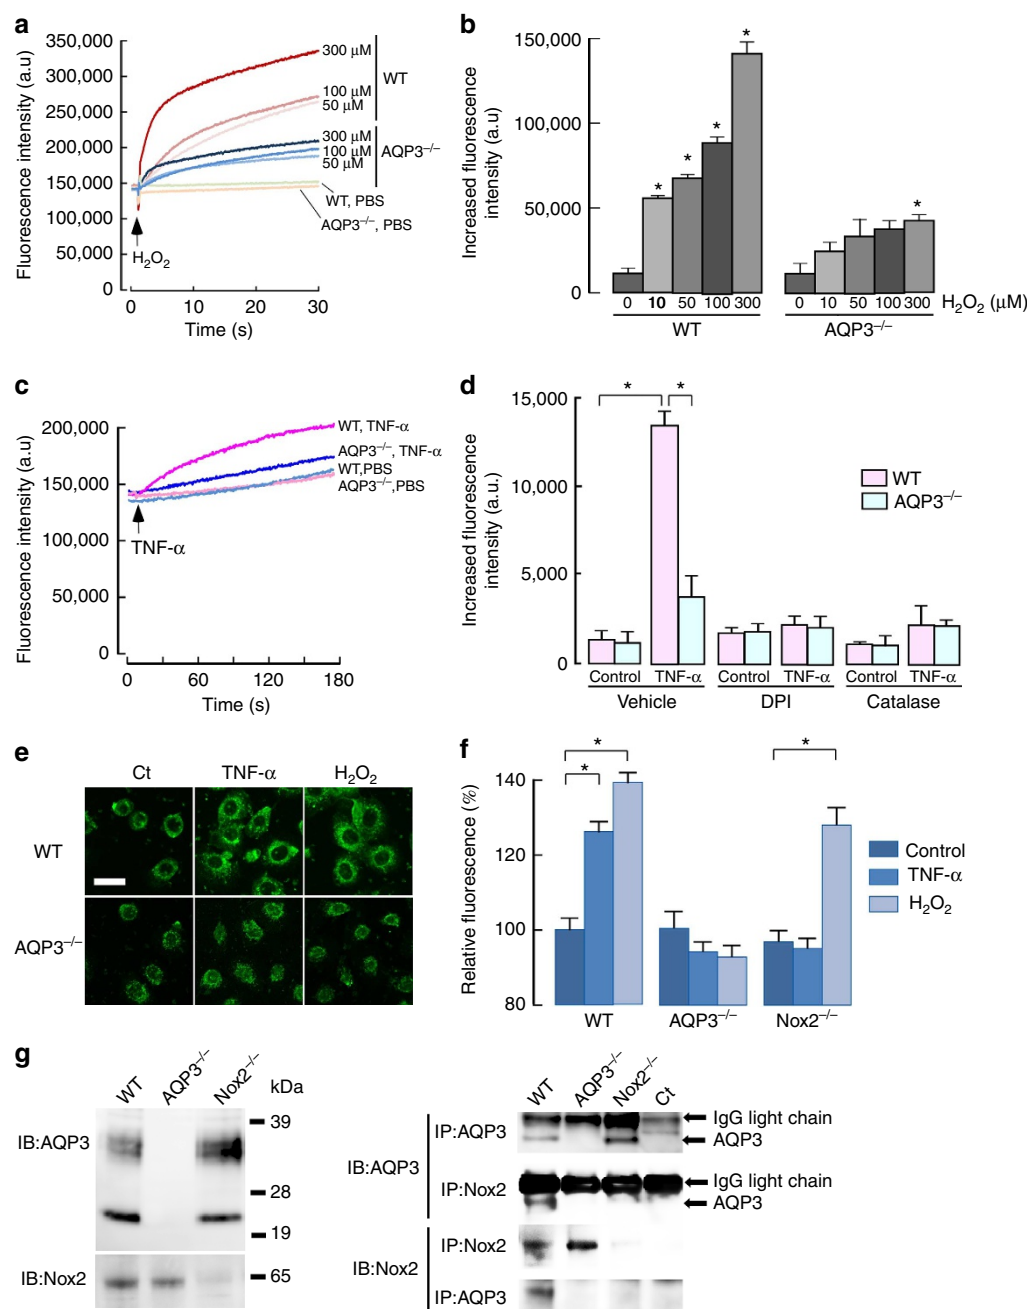 a
350,000
300,000
250,000
200,000
150,000
100,000
50,000
0
Fluorescence intensity (a.u)
0 10 20 30
Time (s)
H₂O₂
300 μM
100 μM
50 μM
WT
300 μM
100 μM
50 μM
AQP3⁻/⁻
WT, PBS
AQP3⁻/⁻, PBS
b
150,000
100,000
50,000
0
Increased fluorescence
intensity (a.u)
* * * * *
0 10 50 100 300 0 10 50 100 300 H₂O₂ (μM)
WT AQP3⁻/⁻
c
200,000
150,000
100,000
50,000
0
Fluorescence intensity (a.u)
0 60 120 180
Time (s)
TNF-α
WT, TNF-α
AQP3⁻/⁻, TNF-α
WT,PBS
AQP3⁻/⁻,PBS
d
15,000
10,000
5,000
0
Increased fluorescence
intensity (a.u.)
* *
WT
AQP3⁻/⁻
Control TNF-α Control TNF-α Control TNF-α
Vehicle DPI Catalase
e
Ct TNF-α H₂O₂
WT
AQP3⁻/⁻
f
140
120
100
80
Relative fluorescence (%)
*
*
*
Control
TNF-α
H₂O₂
WT AQP3⁻/⁻ Nox2⁻/⁻
g
WT AQP3⁻/⁻ Nox2⁻/⁻ kDa
IB:AQP3
39
28
19
IB:Nox2
65
WT AQP3⁻/⁻ Nox2⁻/⁻ Ct
IB:AQP3
IP:AQP3
IgG light chain
AQP3
IP:Nox2
IgG light chain
AQP3
IB:Nox2
IP:Nox2
IP:AQP3